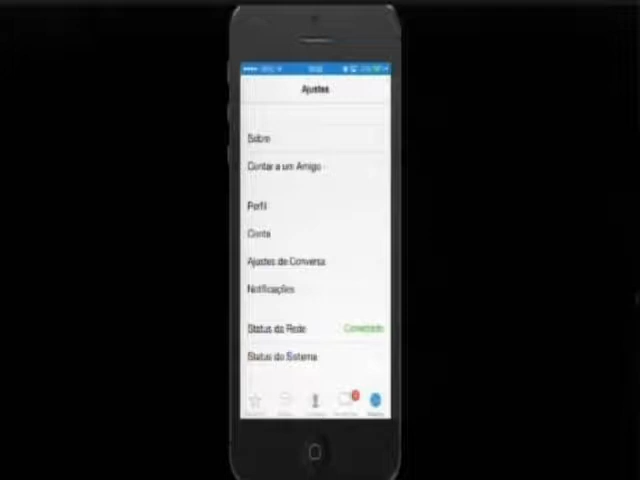 Ajustes
Sobre
Contar a um Amigo
Perfil
Conta
Ajustes de Conversa
Notificações
Status da Rede Conectado
Status do Sistema